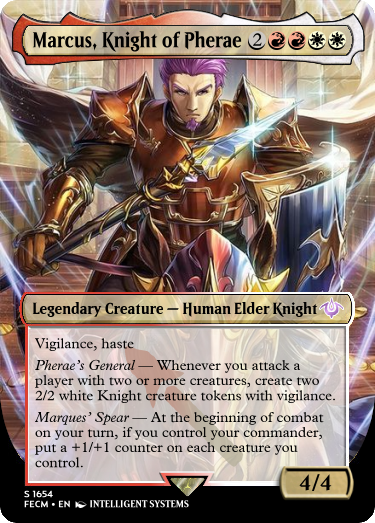 Marcus, Knight of Pherae 2
Legendary Creature — Human Elder Knight
Vigilance, haste
Pherae's General — Whenever you attack a
player with two or more creatures, create two
2/2 white Knight creature tokens with vigilance.
Marques' Spear — At the beginning of combat
on your turn, if you control your commander,
put a +1/+1 counter on each creature you
control.
4/4
S 1654
FECM • EN INTELLIGENT SYSTEMS